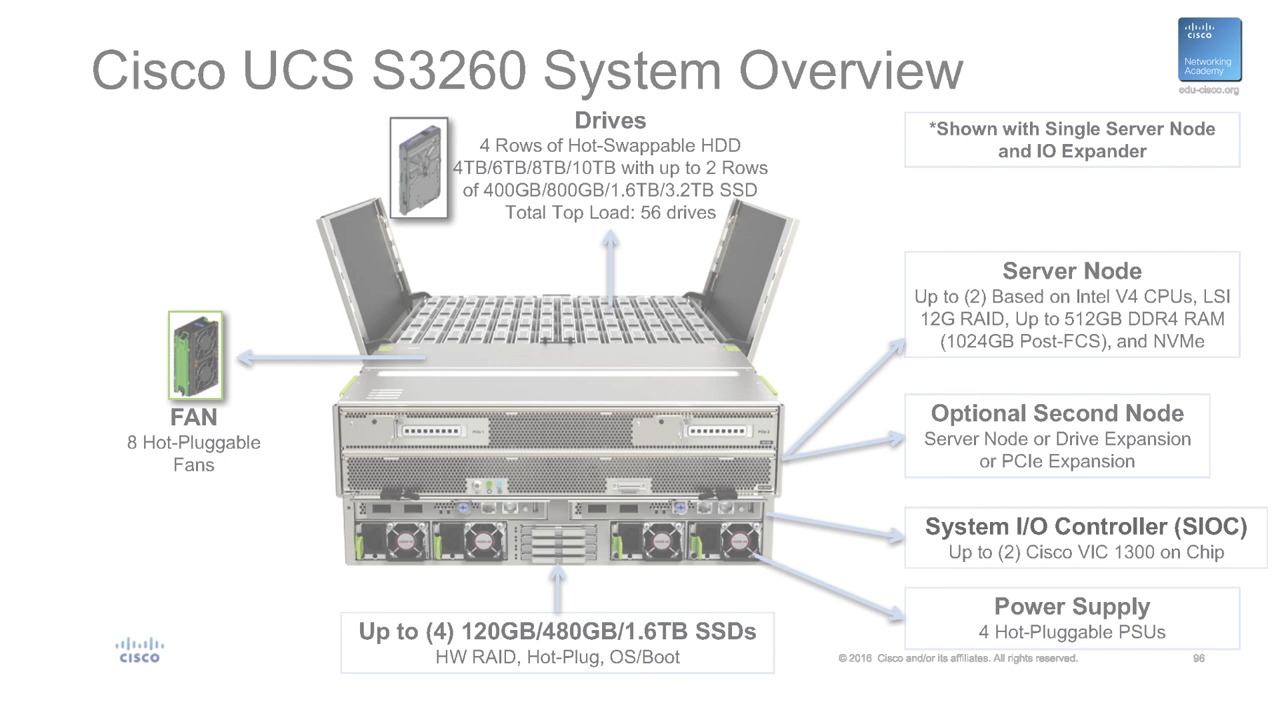 Cisco UCS S3260 System Overview
CISCO
Networking
Academy
edu-cisco.org
Drives
4 Rows of Hot-Swappable HDD
4TB/6TB/8TB/10TB with up to 2 Rows
of 400GB/800GB/1.6TB/3.2TB SSD
Total Top Load: 56 drives
*Shown with Single Server Node
and IO Expander
Server Node
Up to (2) Based on Intel V4 CPUs, LSI
12G RAID, Up to 512GB DDR4 RAM
(1024GB Post-FCS), and NVMe
FAN
8 Hot-Pluggable
Fans
Optional Second Node
Server Node or Drive Expansion
or PCIe Expansion
System I/O Controller (SIOC)
Up to (2) Cisco VIC 1300 on Chip
Power Supply
4 Hot-Pluggable PSUs
Up to (4) 120GB/480GB/1.6TB SSDs
HW RAID, Hot-Plug, OS/Boot
CISCO
© 2016 Cisco and/or its affiliates. All rights reserved.
96